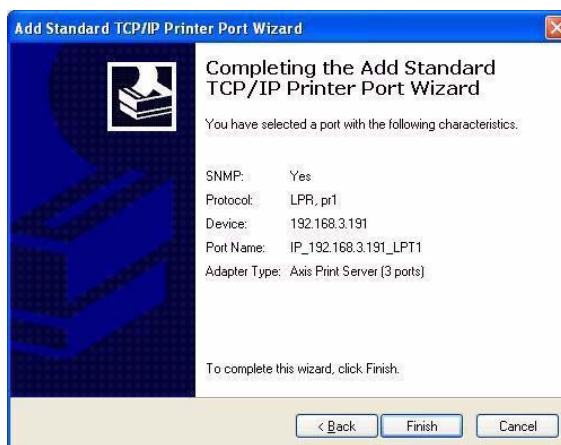 Add Standard TCP/IP Printer Port Wizard
Completing the Add Standard
TCP/IP Printer Port Wizard
You have selected a port with the following characteristics.
SNMP: Yes
Protocol: LPR, pr1
Device: 192.168.3.191
Port Name: IP_192.168.3.191_LPT1
Adapter Type: Axis Print Server (3 ports)
To complete this wizard, click Finish.
< Back Finish Cancel